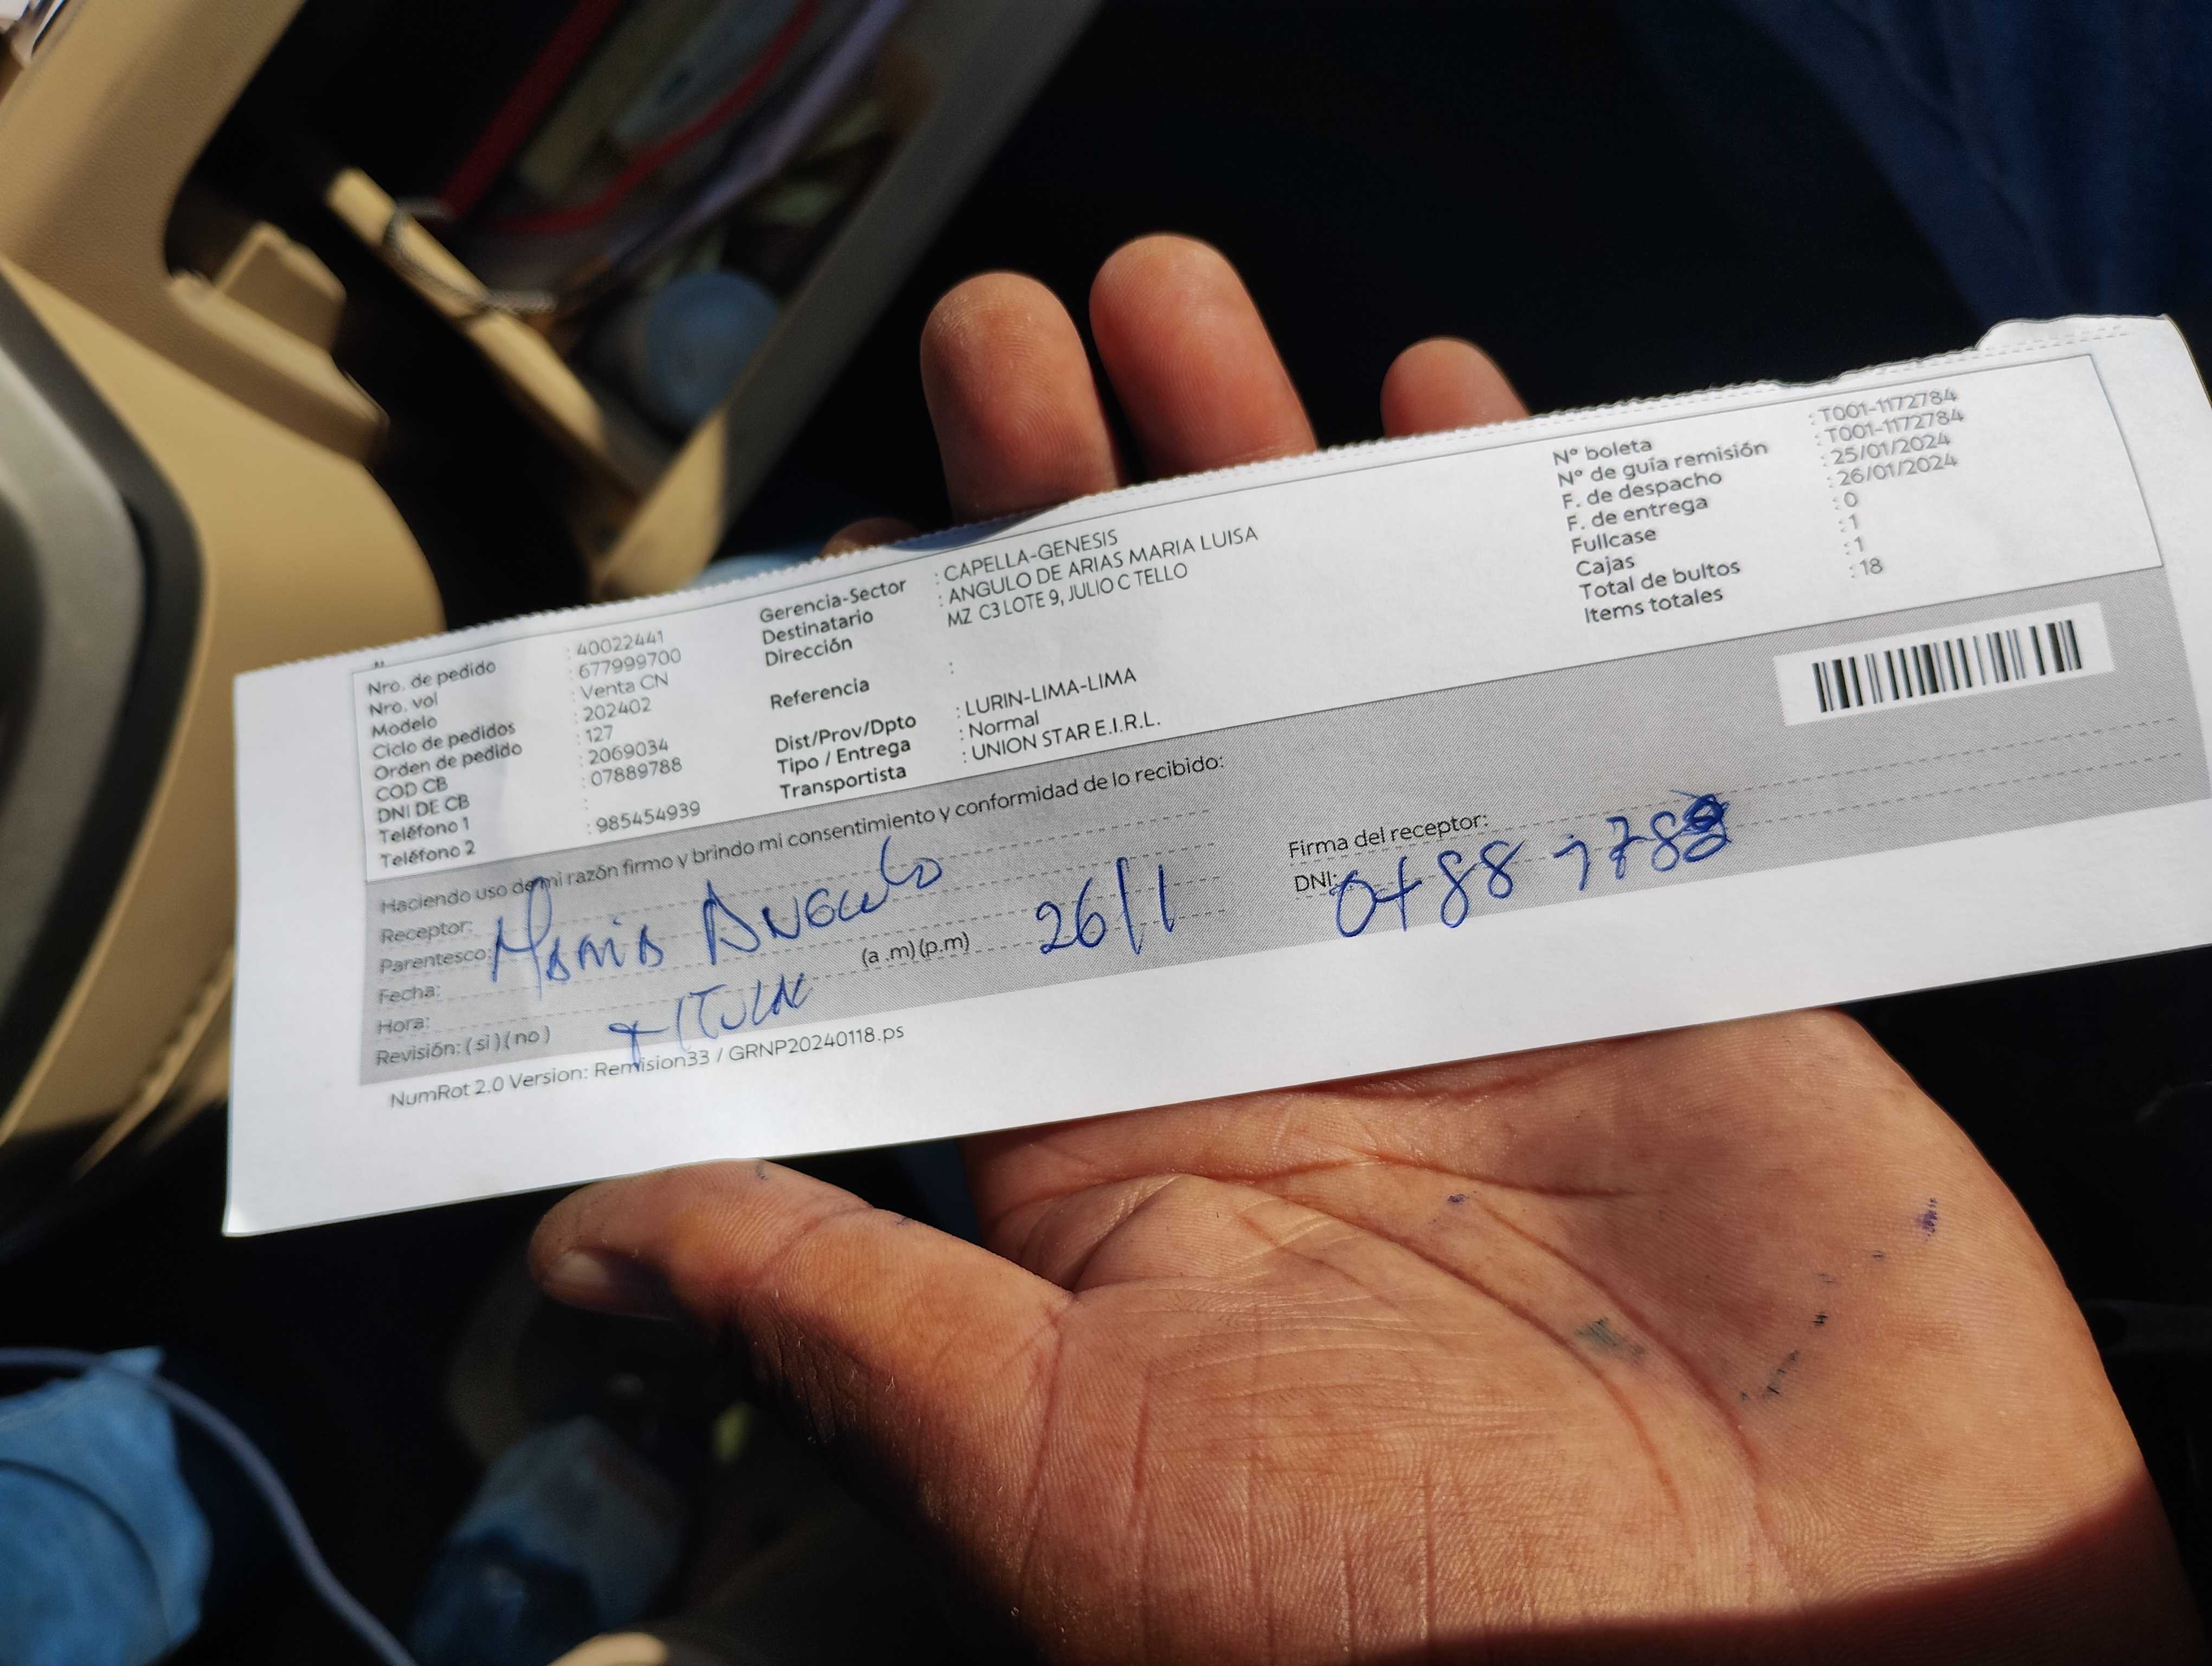 Nro. de pedido : 40022441
Nro. vol : 677999700
Modelo : Venta CN
Ciclo de pedidos : 202402
Orden de pedido : 127
COD CB : 2069034
DNI DE CB : 07889788
Teléfono 1 :
Teléfono 2 : 985454939
Gerencia-Sector : CAPELLA-GENESIS
Destinatario : ANGULO DE ARIAS MARIA LUISA
Dirección MZ C3 LOTE 9, JULIO C TELLO
Referencia :
Dist/Prov/Dpto : LURIN-LIMA-LIMA
Tipo / Entrega : Normal
Transportista : UNION STAR E.I.R.L.
N° boleta : T001-1172784
N° de guía remisión : T001-1172784
F. de despacho : 25/01/2024
F. de entrega : 26/01/2024
Fullcase : 0
Cajas : 1
Total de bultos : 1
Items totales : 18
Haciendo uso de mi razón firmo y brindo mi consentimiento y conformidad de lo recibido:
Receptor:
Parentesco: Maria Angulo
Fecha:
Hora: (a .m) (p.m) 26/1
Revisión: ( si ) ( no ) titular
Firma del receptor:
DNI:
NumRot 2.0 Version: Remision33 / GRNP20240118.ps